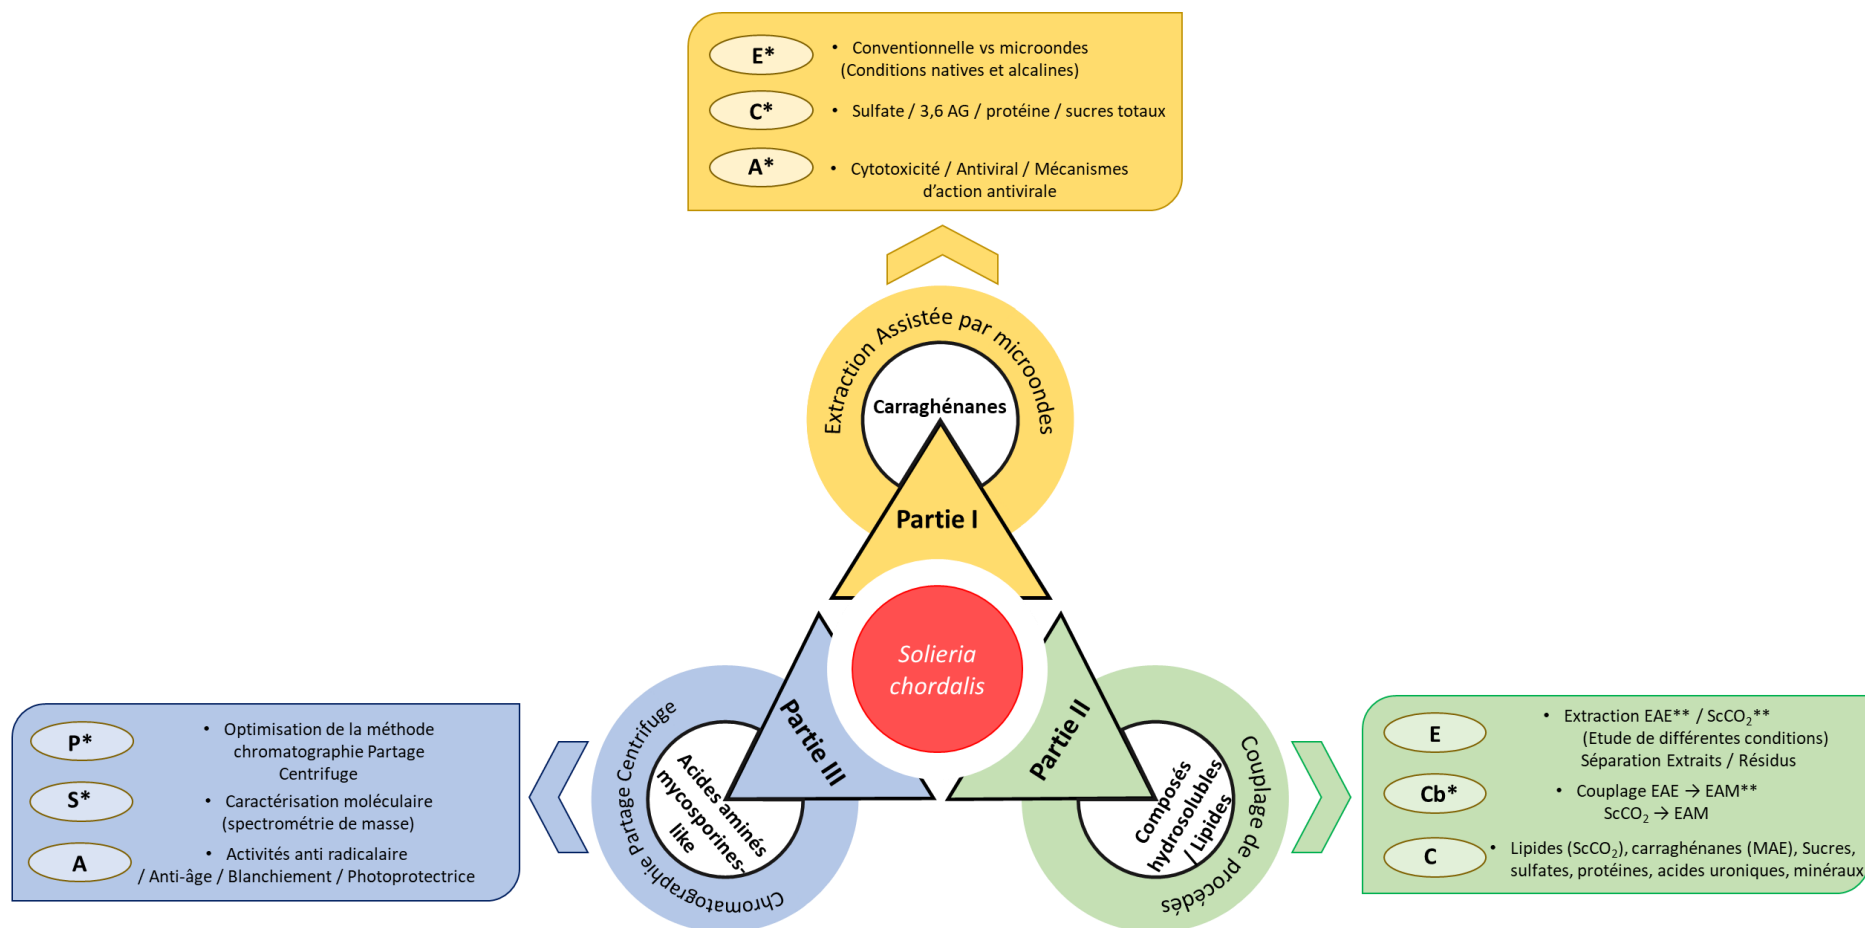 E*
• Conventionnelle vs microondes
(Conditions natives et alcalines)
C*
• Sulfate / 3,6 AG / protéine / sucres totaux
A*
• Cytotoxicité / Antiviral / Mécanismes
d'action antivirale
Extraction Assistée par microondes
Carraghénanes
Partie I
Solieria
chordalis
Partie III
Acides aminés
mycosporines-
like
Chromatographie Partage Centrifuge
P*
• Optimisation de la méthode
chromatographie Partage
Centrifuge
S*
• Caractérisation moléculaire
(spectrométrie de masse)
A
• Activités anti radicalaire
/ Anti-âge / Blanchiement / Photoprotectrice
Partie II
Composés
hydrosolubles
/ Lipides
Couplage de procédés
E
• Extraction EAE** / ScCO₂**
(Etude de différentes conditions)
Séparation Extraits / Résidus
Cb*
• Couplage EAE → EAM**
ScCO₂ → EAM
C
• Lipides (ScCO₂), carraghénanes (MAE), Sucres,
sulfates, protéines, acides uroniques, minéraux